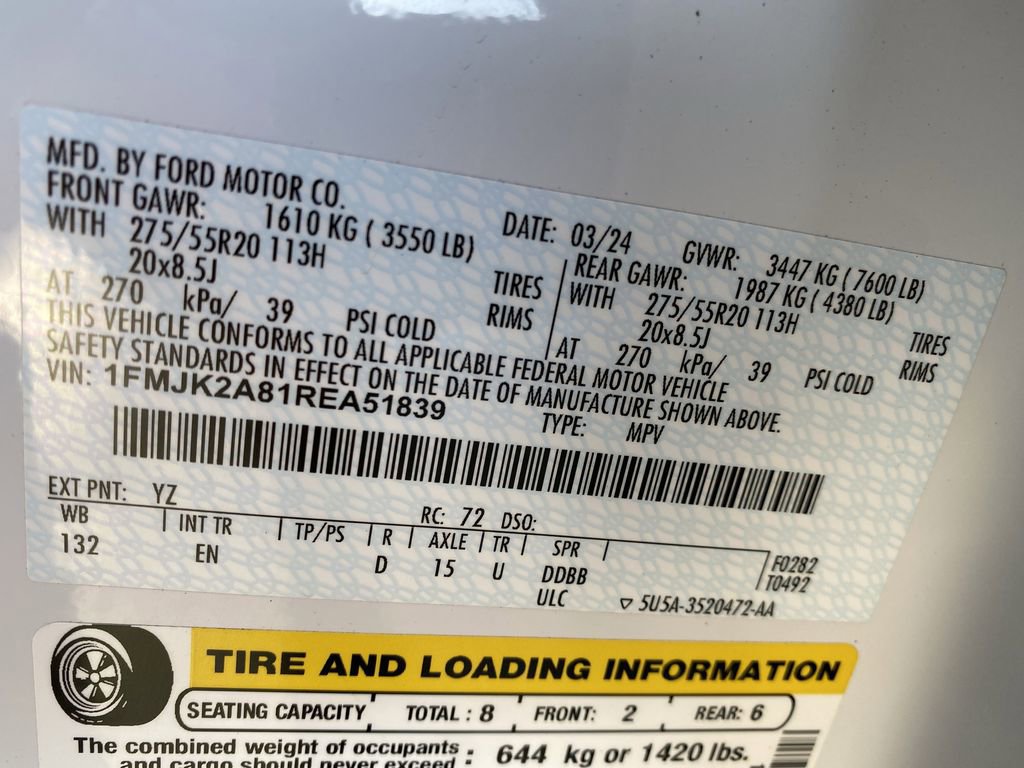 MFD. BY FORD MOTOR CO. DATE: 03/24 GVWR: 3447 KG ( 7600 LB)
FRONT GAWR: 1610 KG ( 3550 LB) REAR GAWR: 1987 KG ( 4380 LB)
WITH 275/55R20 113H TIRES WITH 275/55R20 113H TIRES
20x8.5J RIMS 20x8.5J RIMS
AT 270 kPa/ 39 PSI COLD AT 270 kPa/ 39 PSI COLD
THIS VEHICLE CONFORMS TO ALL APPLICABLE FEDERAL MOTOR VEHICLE
SAFETY STANDARDS IN EFFECT ON THE DATE OF MANUFACTURE SHOWN ABOVE.
VIN: 1FMJK2A81REA51839 TYPE: MPV
EXT PNT: YZ RC: 72 DSO:
WB INT TR TP/PS R AXLE TR SPR
132 EN D 15 U DDBB
ULC
F0282
T0492
5U5A-3520472-AA
TIRE AND LOADING INFORMATION
SEATING CAPACITY TOTAL : 8 FRONT: 2 REAR: 6
The combined weight of occupants : 644 kg or 1420 lbs.
and cargo should never exceed